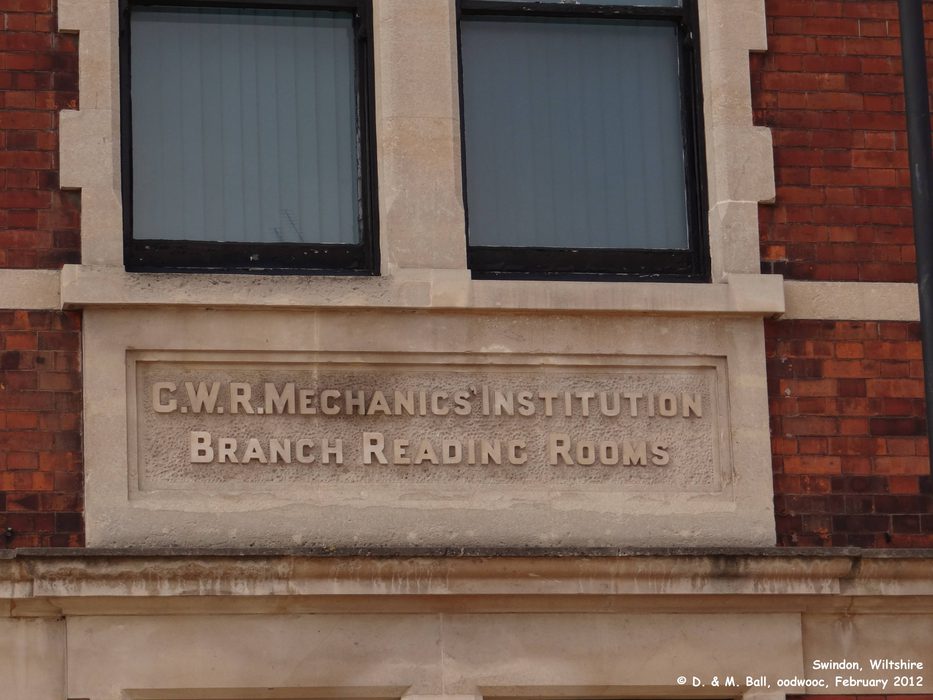 G.W.R. MECHANICS' INSTITUTION
BRANCH READING ROOMS
Swindon, Wiltshire
© D. & M. Ball, oodwooc, February 2012